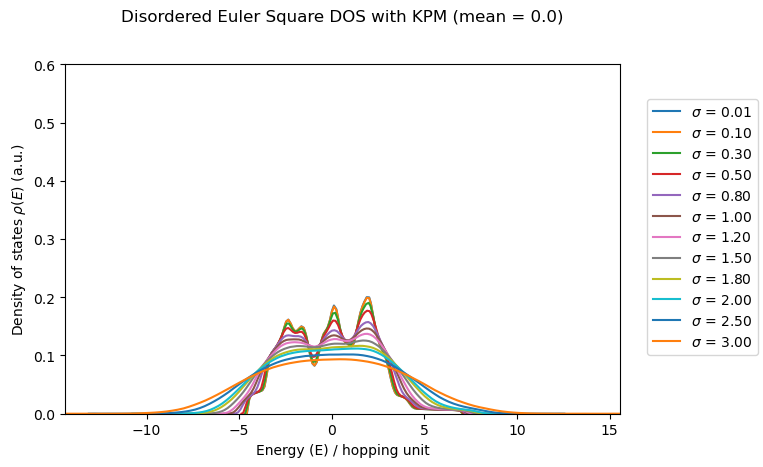 Disordered Euler Square DOS with KPM (mean = 0.0)
Density of states ρ(E) (a.u.)
0.6
0.5
0.4
0.3
0.2
0.1
0.0
−10
−5
0
5
10
15
Energy (E) / hopping unit
σ = 0.01
σ = 0.10
σ = 0.30
σ = 0.50
σ = 0.80
σ = 1.00
σ = 1.20
σ = 1.50
σ = 1.80
σ = 2.00
σ = 2.50
σ = 3.00